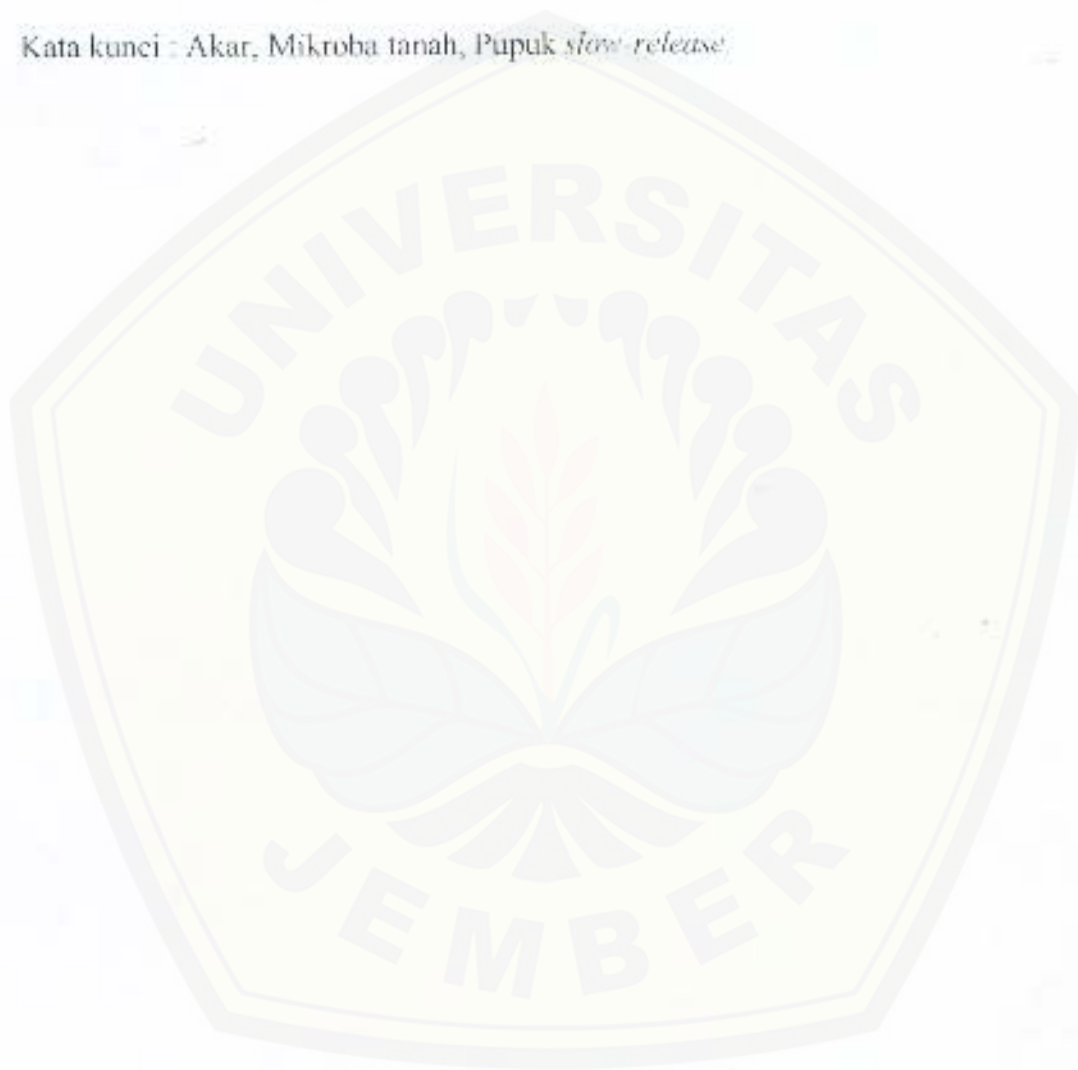 Kata kunci : Akar, Mikroba tanah, Pupuk slow-release
UNIVERSITAS
JEMBER